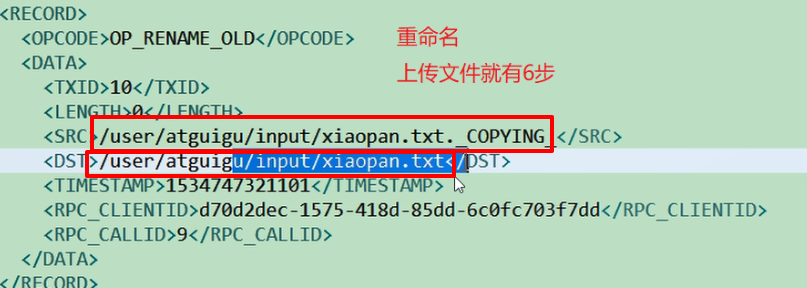 <RECORD>
<OPCODE>OP_RENAME_OLD</OPCODE>
重命名
<DATA>
上传文件就有6步
<TXID>10</TXID>
<LENGTH>0</LENGTH>
<SRC>/user/atguigu/input/xiaopan.txt._COPYING_</SRC>
<DST>/user/atguigu/input/xiaopan.txt</DST>
<TIMESTAMP>1534747321101</TIMESTAMP>
<RPC_CLIENTID>d70d2dec-1575-418d-85dd-6c0fc703f7dd</RPC_CLIENTID>
<RPC_CALLID>9</RPC_CALLID>
</DATA>
</RECORD>